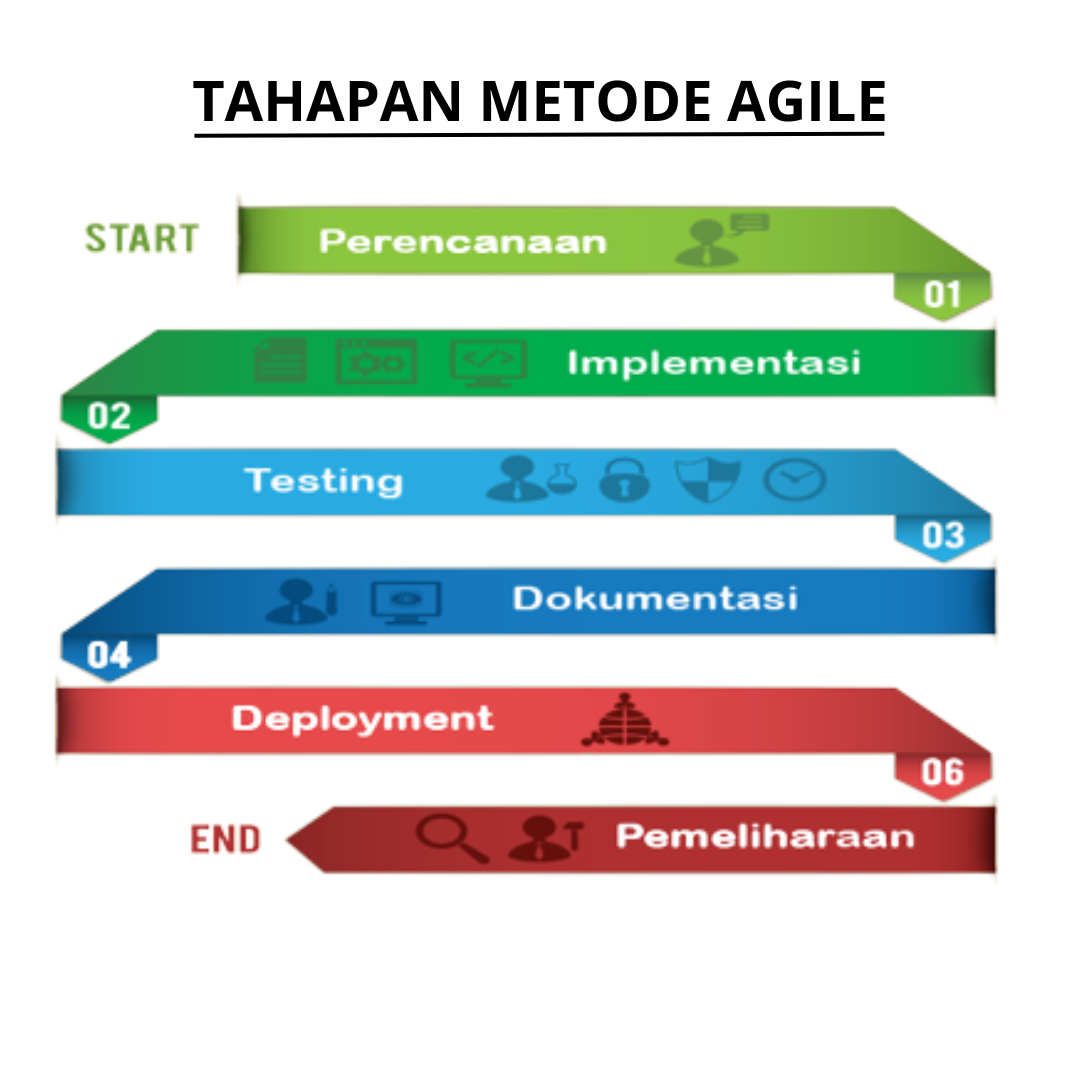 TAHAPAN METODE AGILE
START
Perencanaan
01
Implementasi
02
Testing
03
Dokumentasi
04
Deployment
06
Pemeliharaan
END